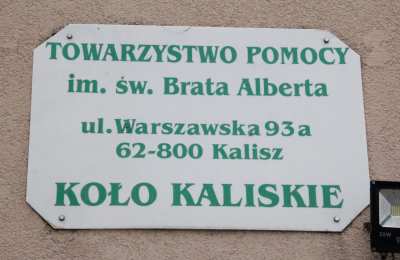 TOWARZYSTWO POMOCY
im. św. Brata Alberta
ul. Warszawska 93a
62-800 Kalisz
KOŁO KALISKIE